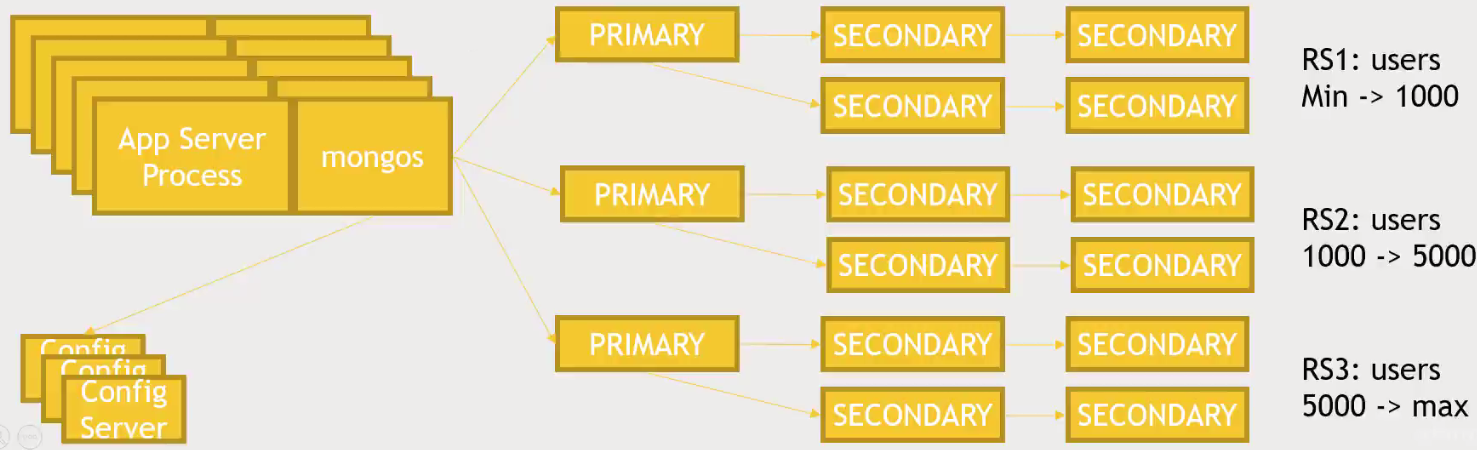 App Server
Process
mongos
PRIMARY
SECONDARY
SECONDARY
SECONDARY
SECONDARY
RS1: users
Min -> 1000
PRIMARY
SECONDARY
SECONDARY
SECONDARY
SECONDARY
RS2: users
1000 -> 5000
PRIMARY
SECONDARY
SECONDARY
SECONDARY
SECONDARY
RS3: users
5000 -> max
Config
Config
Config
Server